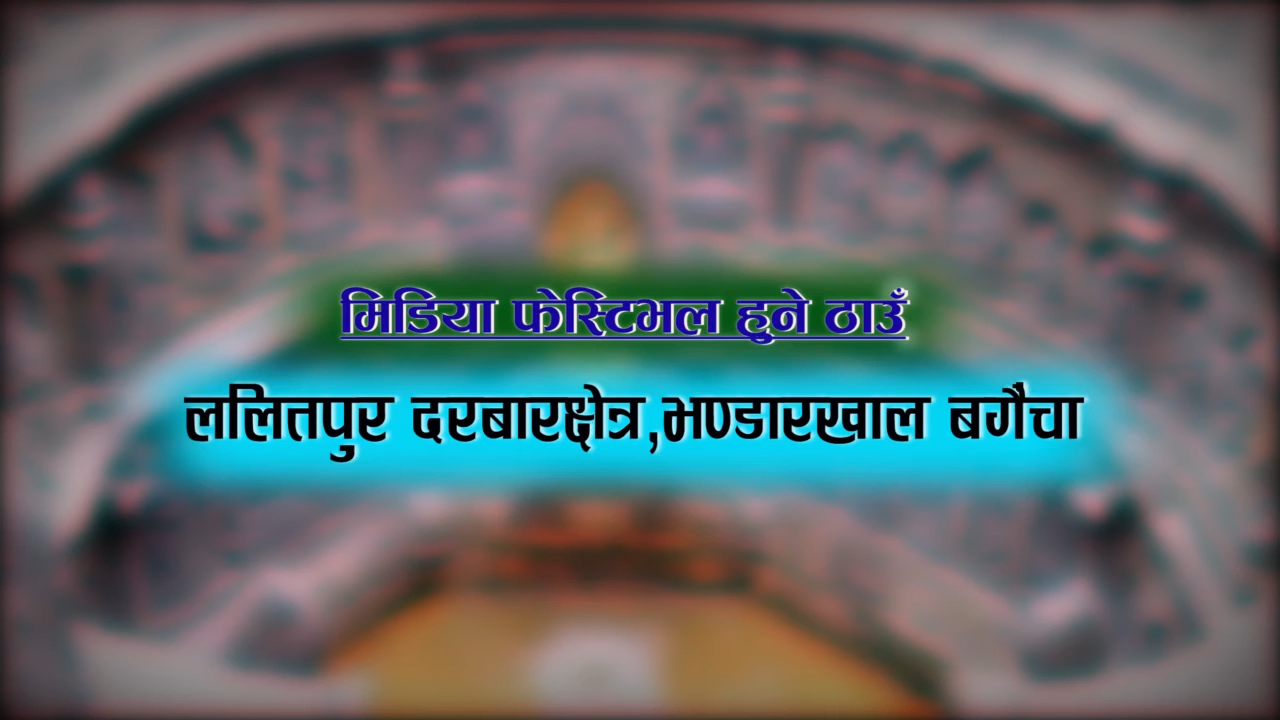 मिडिया फेस्टिभल हुने ठाउँ
ललितपुर दरबारक्षेत्र,भण्डारखाल बगैंचा